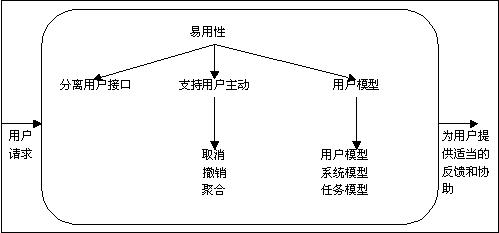 易用性
分离用户接口
支持用户主动
用户模型
用户
请求
取消
撤销
聚合
用户模型
系统模型
任务模型
为用户提
供适当的
反馈和协
助